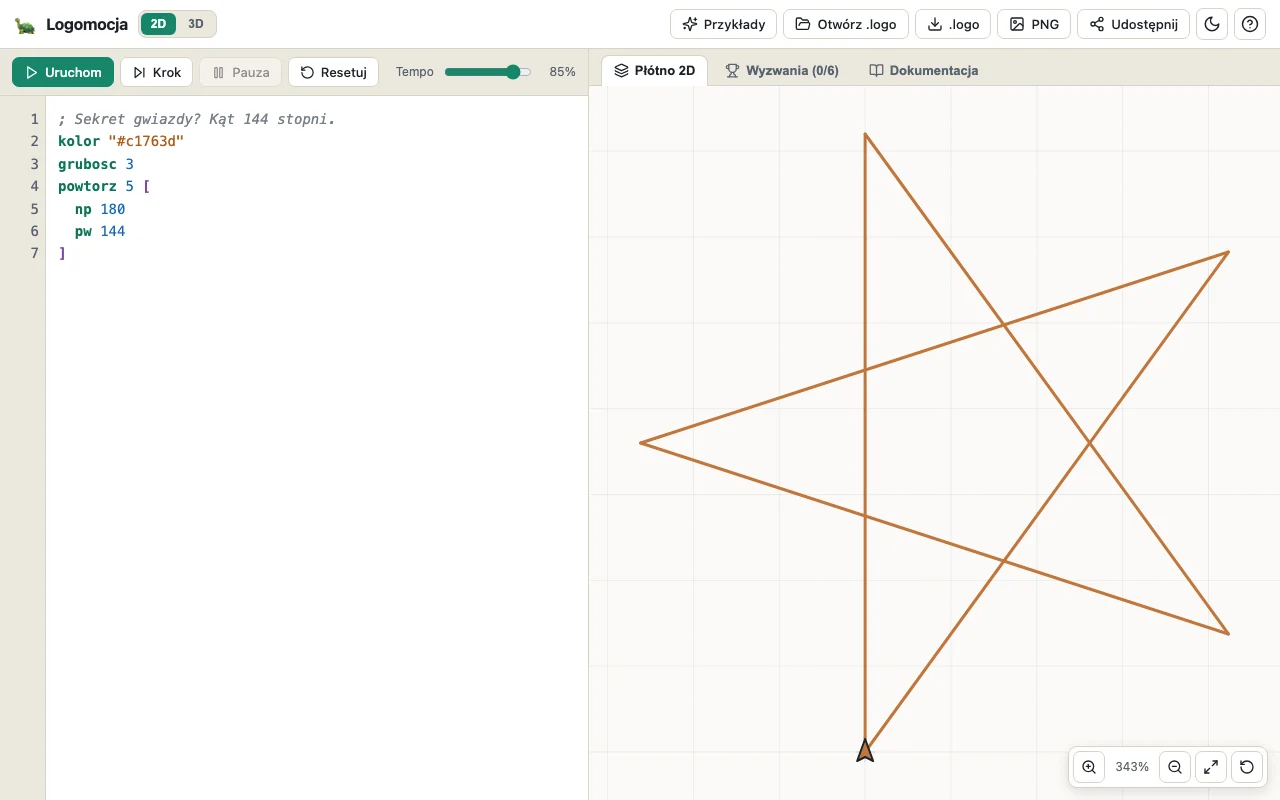 Logomocja
2D
3D
Przykłady
Otwórz .logo
.logo
PNG
Udostępnij
Uruchom
Krok
Pauza
Resetuj
Tempo
85%
Płótno 2D
Wyzwania (0/6)
Dokumentacja
1 ; Sekret gwiazdy? Kąt 144 stopni.
2 kolor "#c1763d"
3 grubosc 3
4 powtorz 5 [
5 np 180
6 pw 144
7 ]
343%